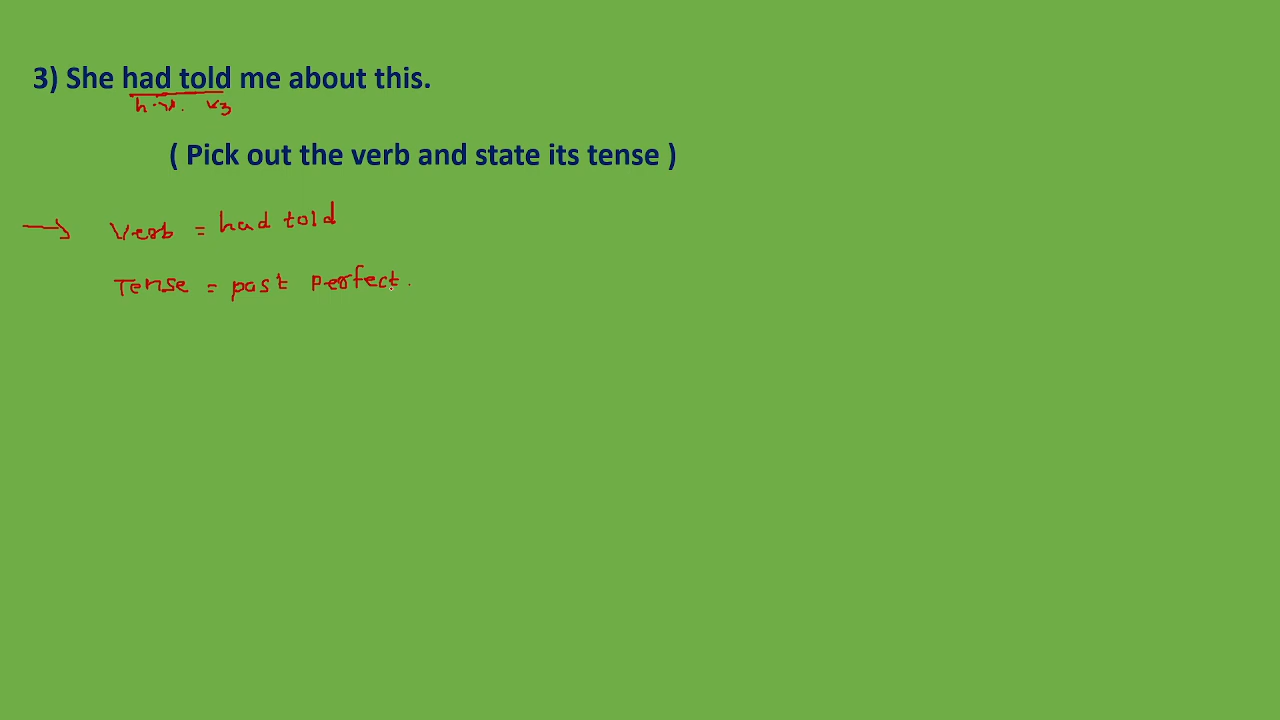 3) She had told me about this.
h.v. v3
( Pick out the verb and state its tense )
→ Verb = had told
Tense = past perfect.